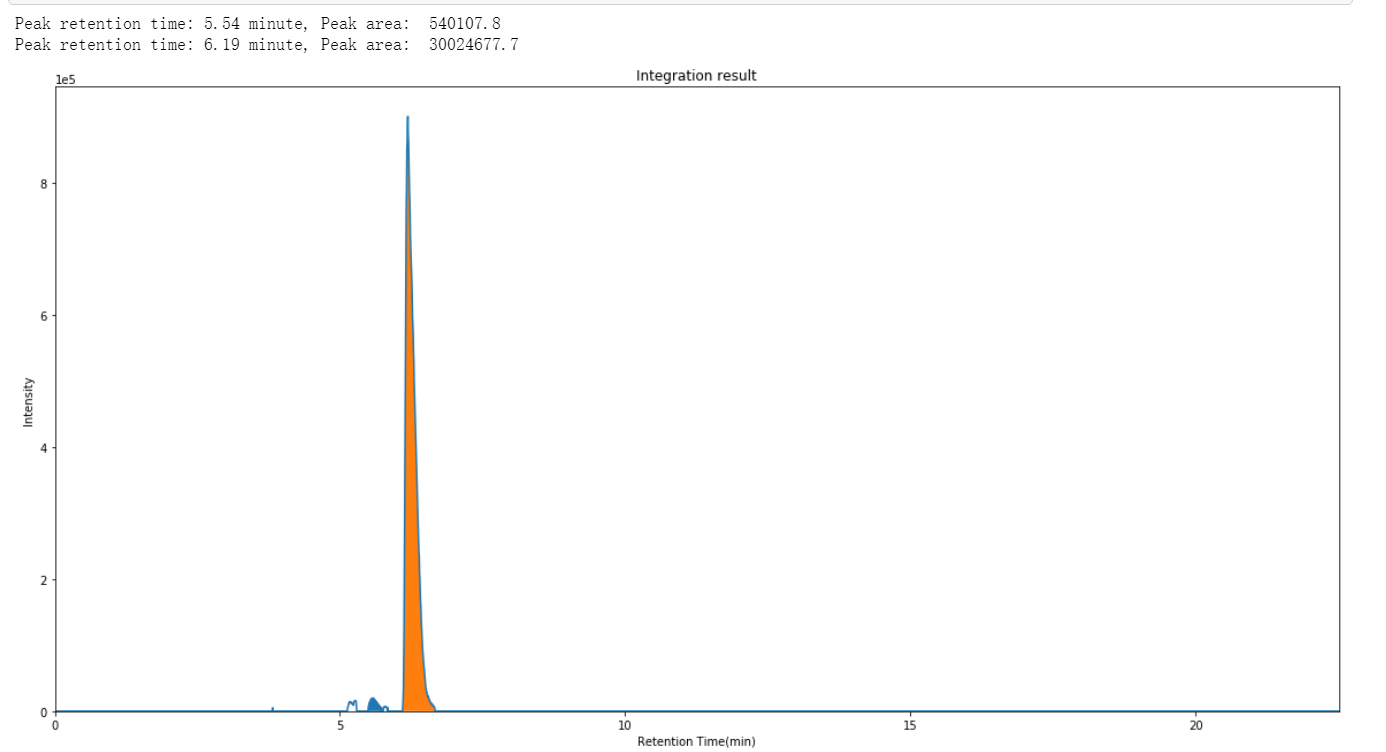 Peak retention time: 5.54 minute, Peak area:  540107.8
Peak retention time: 6.19 minute, Peak area:  30024677.7
Integration result
1e5
8
6
4
2
0
Intensity
0 5 10 15 20
Retention Time(min)